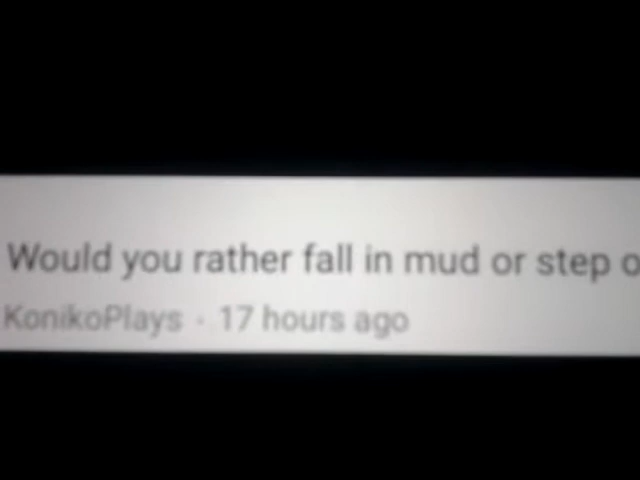 Would you rather fall in mud or step
KonikoPlays · 17 hours ago